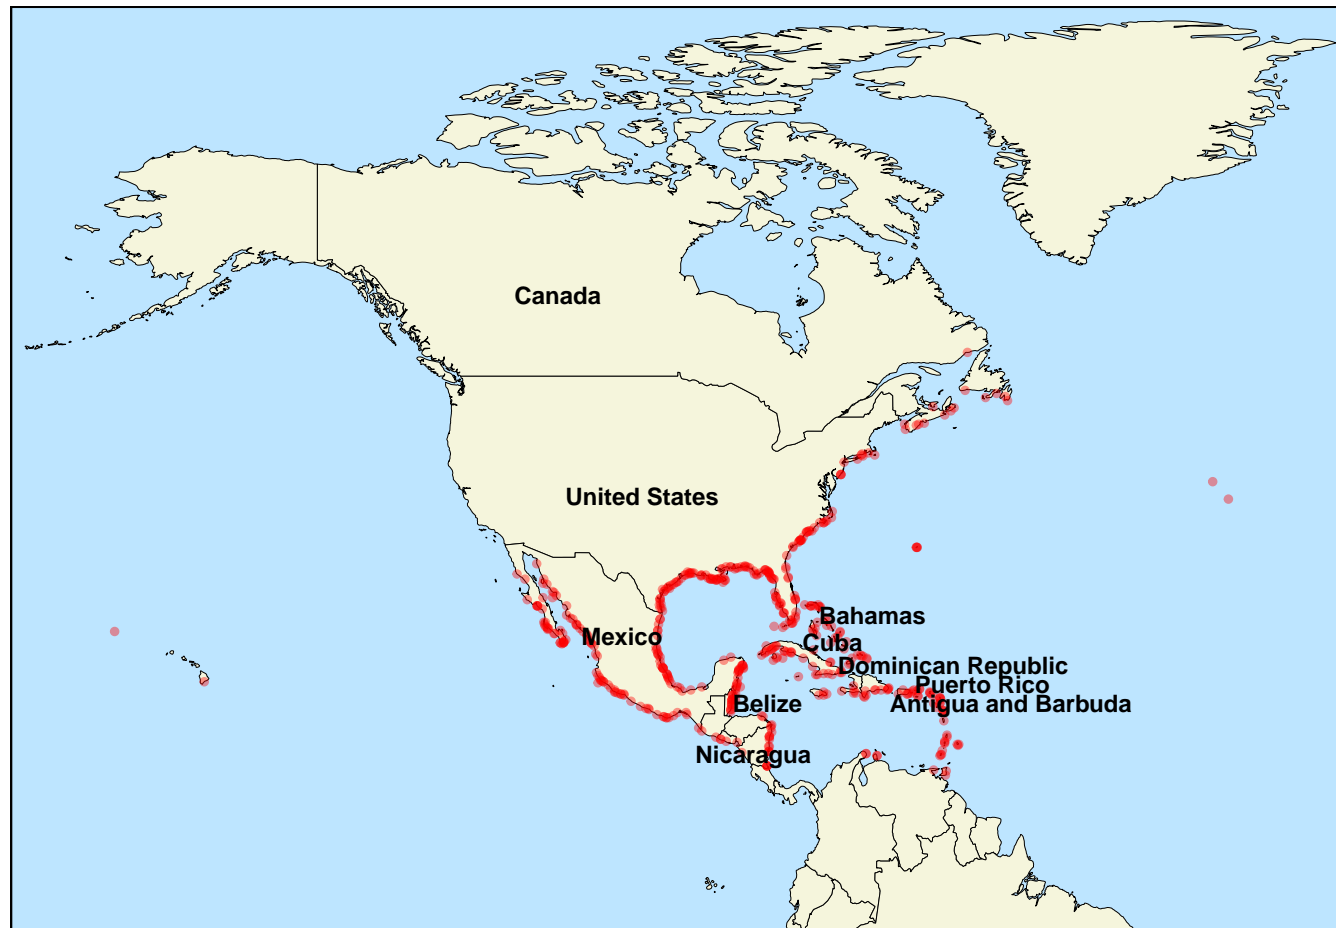 Canada
United States
Bahamas
Mexico
Cuba
Dominican Republic
Puerto Rico
Belize
Antigua and Barbuda
Nicaragua